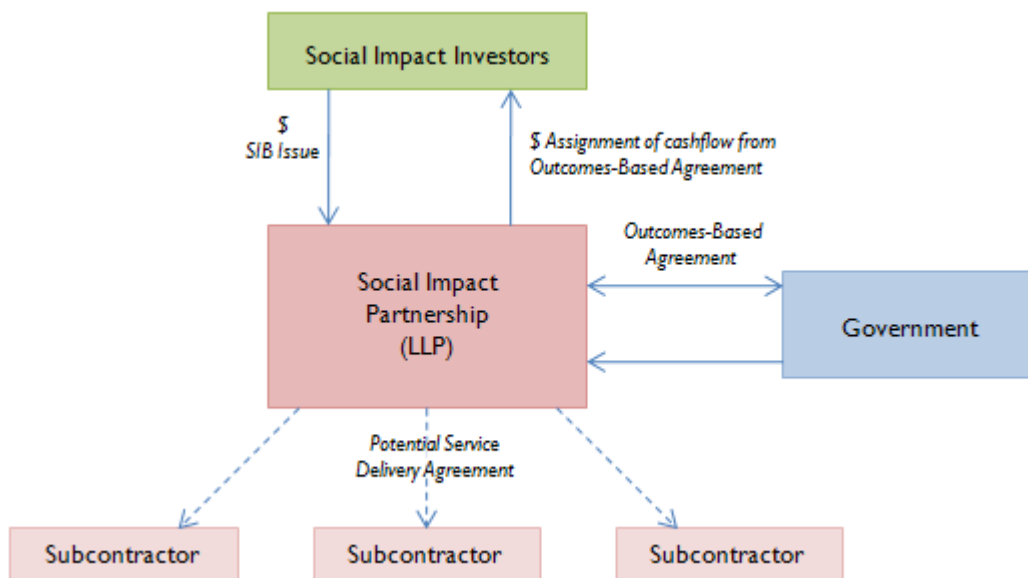 Social Impact Investors
$
SIB Issue
$ Assignment of cashflow from
Outcomes-Based Agreement
Outcomes-Based
Agreement
Social Impact
Partnership
(LLP)
Government
Potential Service
Delivery Agreement
Subcontractor
Subcontractor
Subcontractor